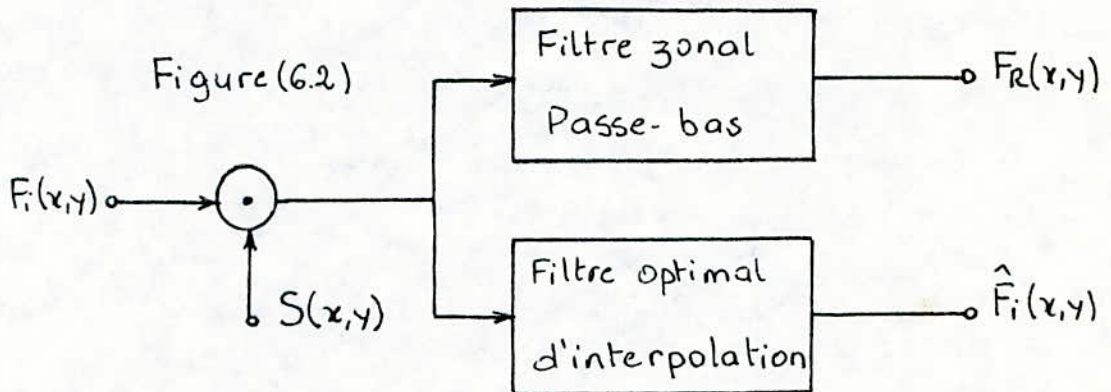 Filtre zonal
Passe-bas
F_R(x,y)
Figure (6.2)
F_i(x,y)
S(x,y)
Filtre optimal
d'interpolation
F̂_i(x,y)